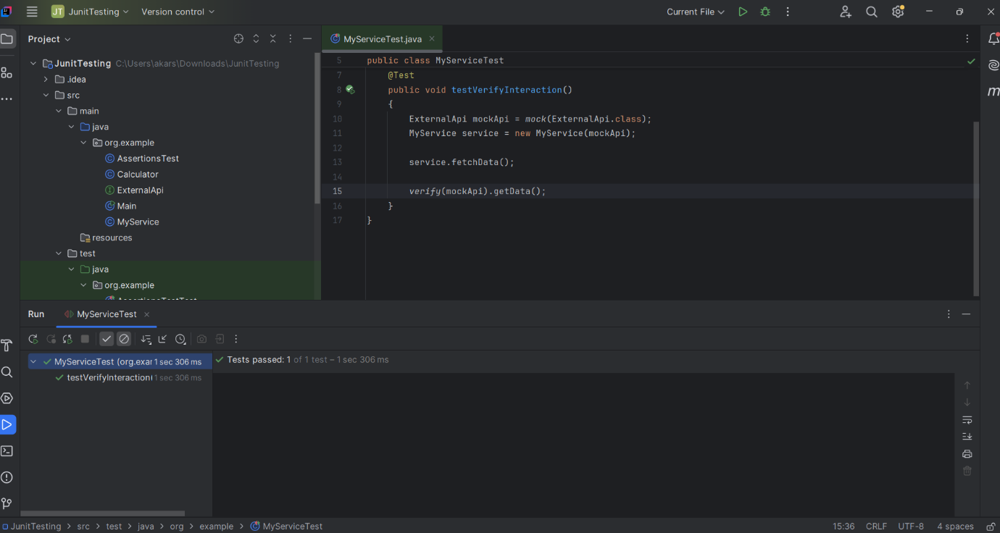 JT JunitTesting Version control Current File
Project
MyServiceTest.java
JunitTesting C:\Users\akars\Downloads\JunitTesting
.idea
src
main
java
org.example
AssertionsTest
Calculator
ExternalApi
Main
MyService
resources
test
java
org.example
AssertionsTestTest
5 public class MyServiceTest
7 @Test
8 public void testVerifyInteraction()
9 {
10 ExternalApi mockApi = mock(ExternalApi.class);
11 MyService service = new MyService(mockApi);
12
13 service.fetchData();
14
15 verify(mockApi).getData();
16 }
17 }
Run MyServiceTest
MyServiceTest (org.exar 1 sec 306 ms
testVerifyInteraction( 1 sec 306 ms
Tests passed: 1 of 1 test – 1 sec 306 ms
JunitTesting > src > test > java > org > example > MyServiceTest
15:36 CRLF UTF-8 4 spaces